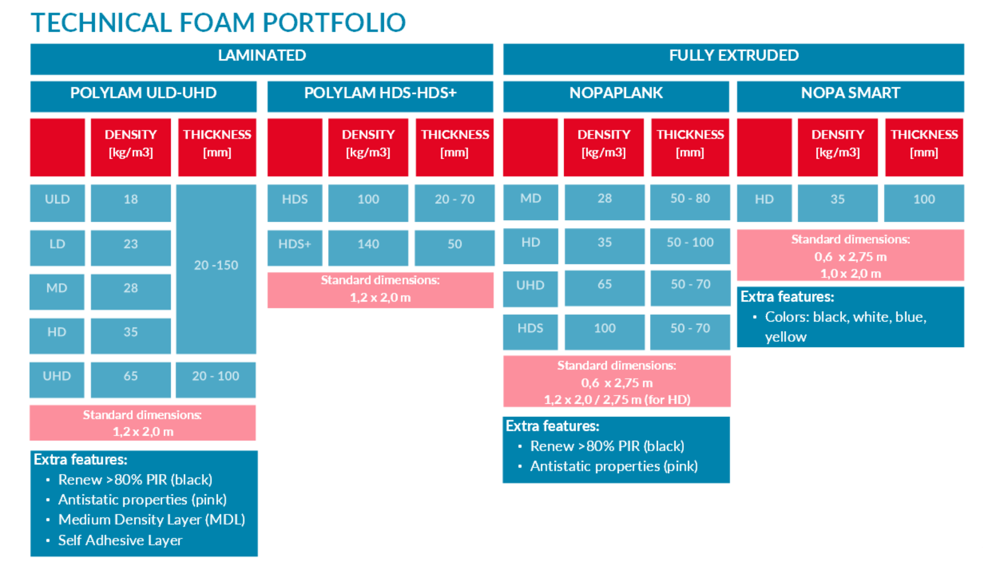 TECHNICAL FOAM PORTFOLIO
LAMINATED
POLYLAM ULD-UHD
DENSITY
[kg/m3]
THICKNESS
[mm]
ULD
18
LD
23
MD
28
HD
35
20 -150
UHD
65
20 - 100
Standard dimensions:
1,2 x 2,0 m
Extra features:
• Renew >80% PIR (black)
• Antistatic properties (pink)
• Medium Density Layer (MDL)
• Self Adhesive Layer
POLYLAM HDS-HDS+
DENSITY
[kg/m3]
THICKNESS
[mm]
HDS
100
20 - 70
HDS+
140
50
Standard dimensions:
1,2 x 2,0 m
FULLY EXTRUDED
NOPAPLANK
DENSITY
[kg/m3]
THICKNESS
[mm]
MD
28
50 - 80
HD
35
50 - 100
UHD
65
50 - 70
HDS
100
50 - 70
Standard dimensions:
0,6 x 2,75 m
1,2 x 2,0 / 2,75 m (for HD)
Extra features:
• Renew >80% PIR (black)
• Antistatic properties (pink)
NOPA SMART
DENSITY
[kg/m3]
THICKNESS
[mm]
HD
35
100
Standard dimensions:
0,6 x 2,75 m
1,0 x 2,0 m
Extra features:
• Colors: black, white, blue,
yellow